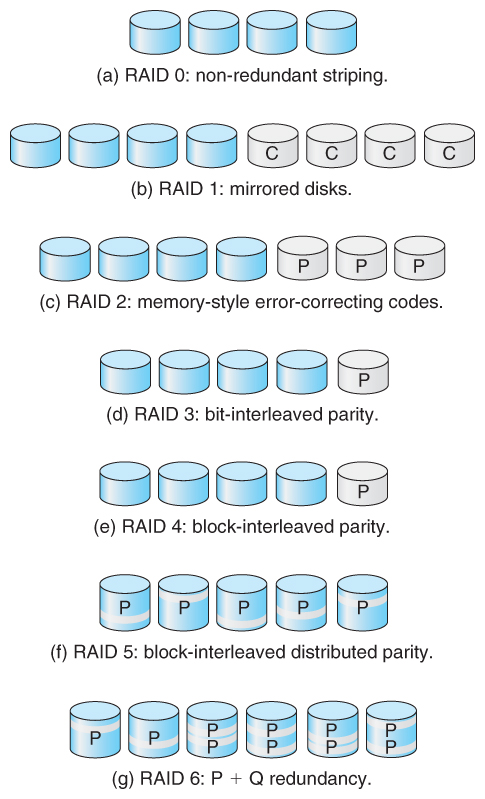 (a) RAID 0: non-redundant striping.
C C C C
(b) RAID 1: mirrored disks.
P P P
(c) RAID 2: memory-style error-correcting codes.
P
(d) RAID 3: bit-interleaved parity.
P
(e) RAID 4: block-interleaved parity.
P P P P P
(f) RAID 5: block-interleaved distributed parity.
P P P P P P
P P P P
(g) RAID 6: P + Q redundancy.